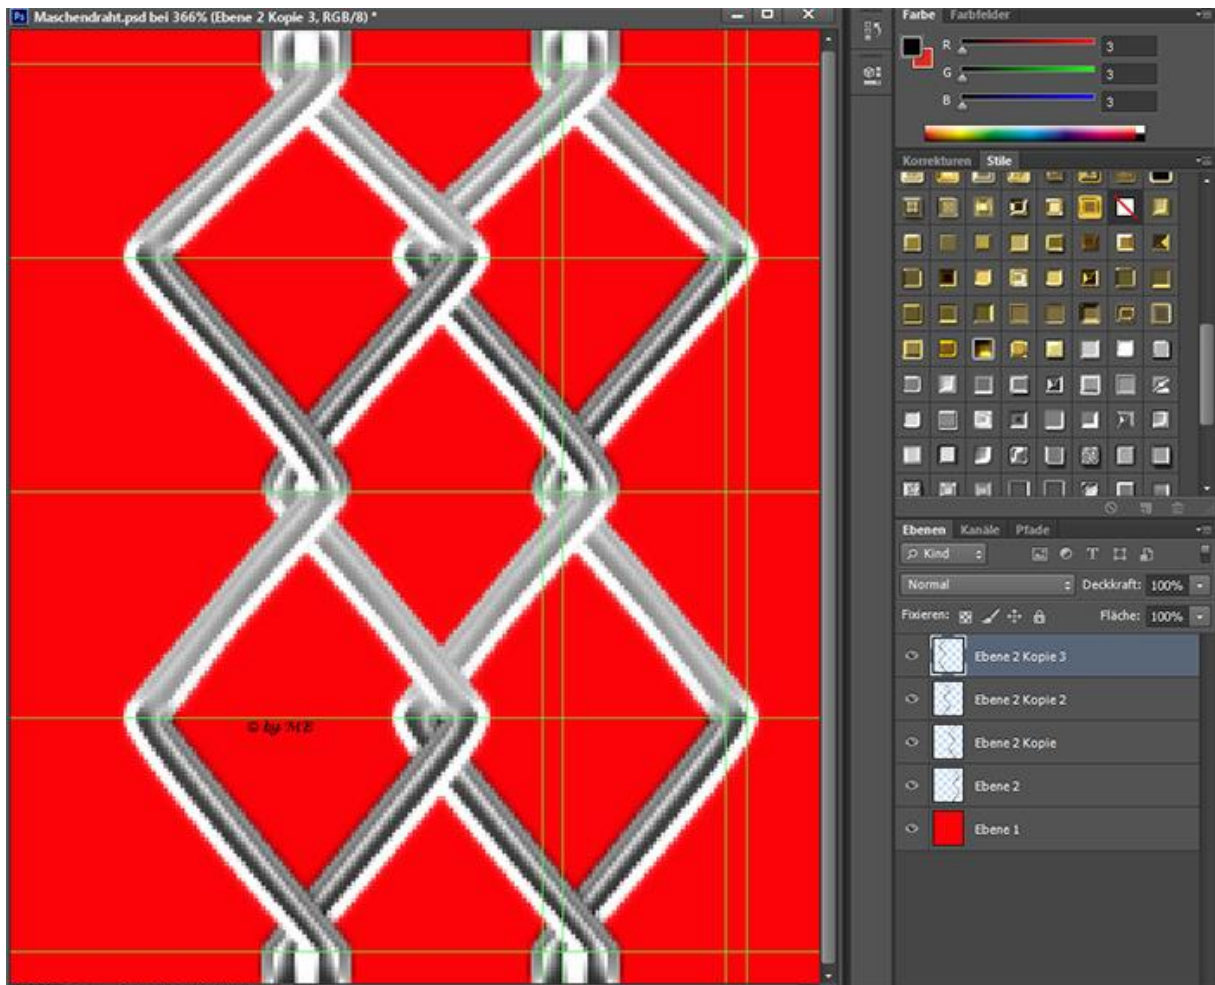 Ps Maschendraht.psd bei 366% (Ebene 2 Kopie 3, RGB/8) *
Farbe Farbfelder
R 3
G 3
B 3
Korrekturen Stile
Ebenen Kanäle Pfade
Kind
Normal Deckkraft: 100%
Fixieren: Fläche: 100%
Ebene 2 Kopie 3
Ebene 2 Kopie 2
Ebene 2 Kopie
Ebene 2
Ebene 1
© by MB